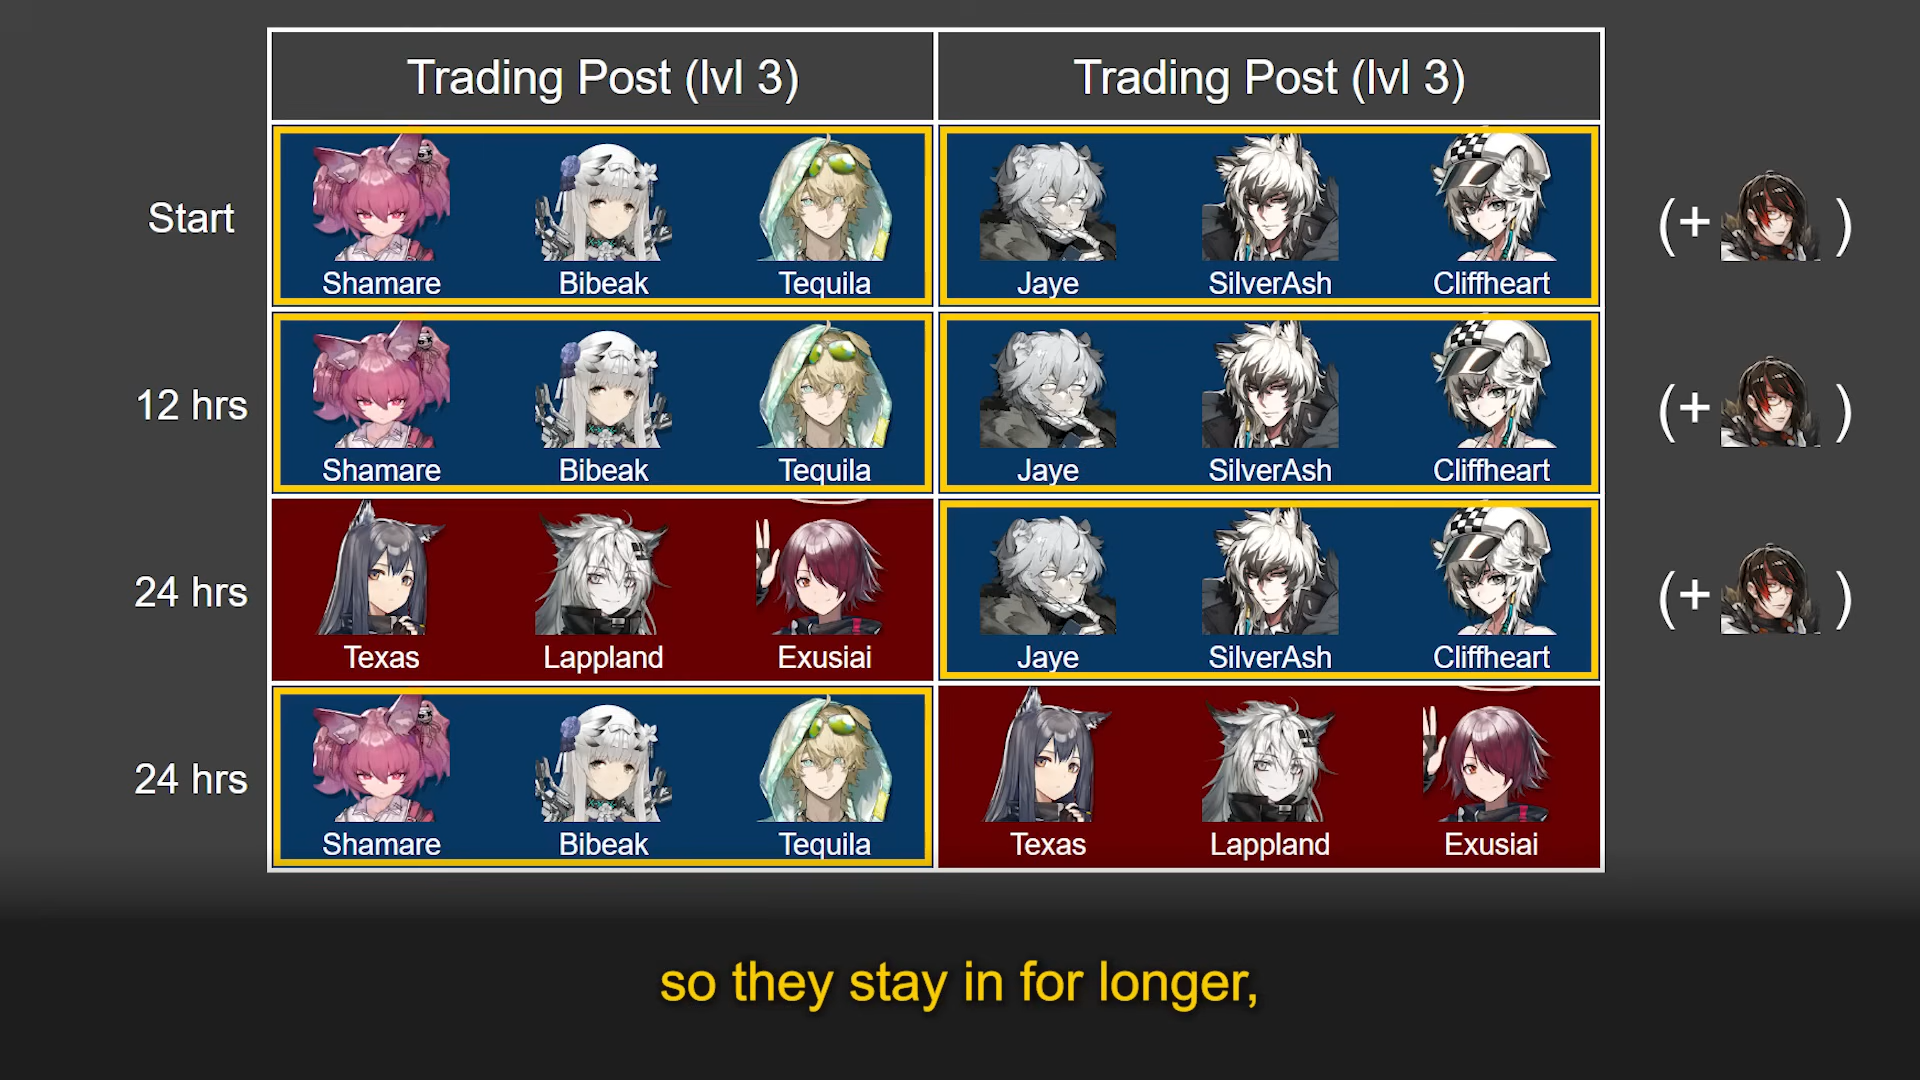 Trading Post (lvl 3) Trading Post (lvl 3)
Start
Shamare Bibeak Tequila Jaye SilverAsh Cliffheart
(+ )
12 hrs
Shamare Bibeak Tequila Jaye SilverAsh Cliffheart
(+ )
24 hrs
Texas Lappland Exusiai Jaye SilverAsh Cliffheart
(+ )
24 hrs
Shamare Bibeak Tequila Texas Lappland Exusiai
so they stay in for longer,